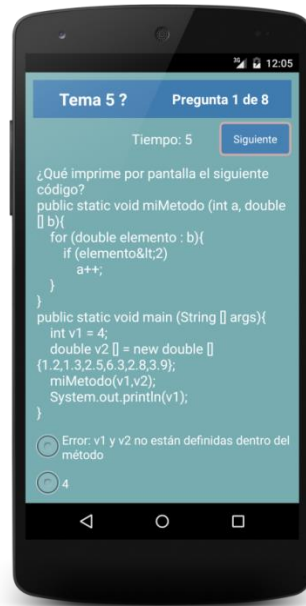 3G 12:05
Tema 5 ? Pregunta 1 de 8
Tiempo: 5 Siguiente
¿Qué imprime por pantalla el siguiente
código?
public static void miMetodo (int a, double
[] b){
for (double elemento : b){
if (elemento&lt;2)
a++;
}
}
public static void main (String [] args){
int v1 = 4;
double v2 [] = new double []
{1.2,1.3,2.5,6.3,2.8,3.9};
miMetodo(v1,v2);
System.out.println(v1);
}
Error: v1 y v2 no están definidas dentro del
método
4